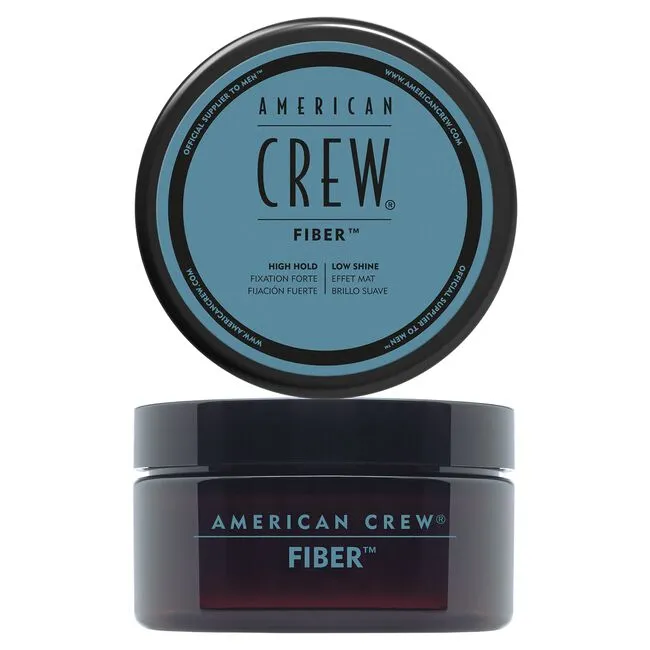 AMERICAN
CREW®
FIBER™
HIGH HOLD | LOW SHINE
FIXATION FORTE | EFFET MAT
FIJACIÓN FUERTE | BRILLO SUAVE
OFFICIAL SUPPLIER TO MEN™
WWW.AMERICANCREW.COM
OFFICIAL SUPPLIER TO MEN™
WWW.AMERICANCREW.COM
AMERICAN CREW®
FIBER™